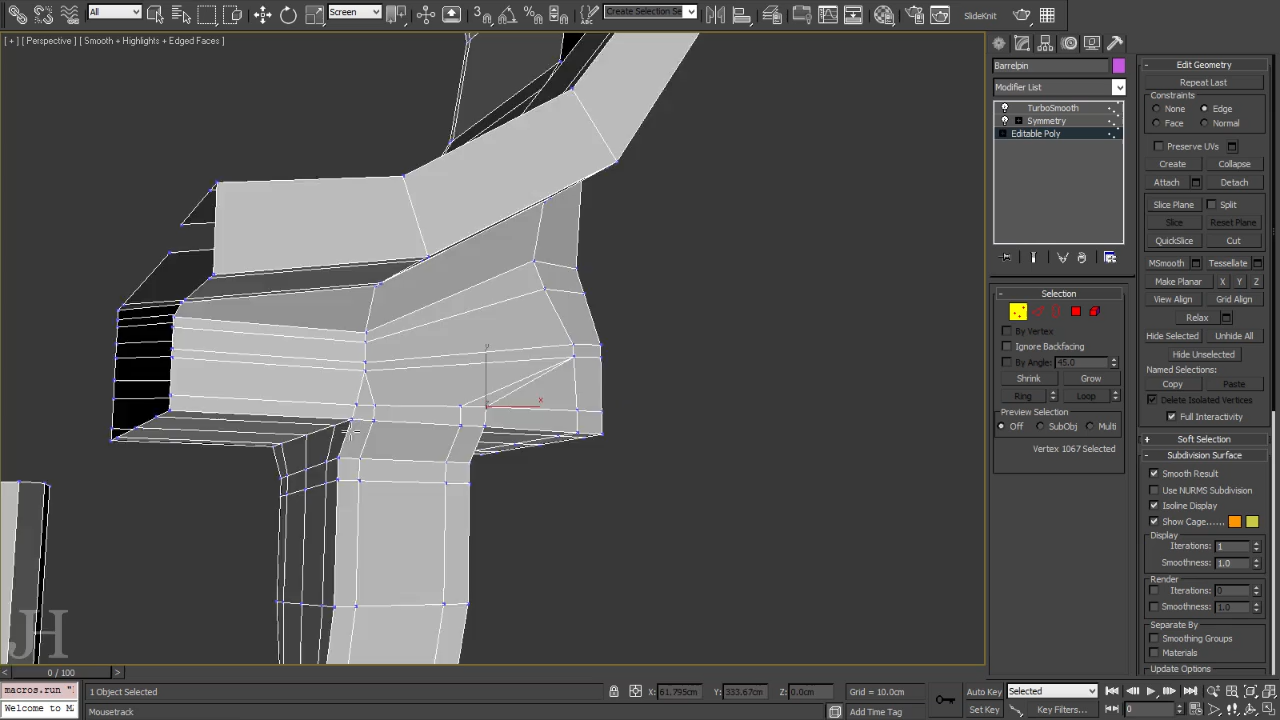 All
Screen
3
Create Selection Se
SlideKnit
[ + ] [ Perspective ] [ Smooth + Highlights + Edged Faces ]
Barrelpin
Modifier List
TurboSmooth
Symmetry
Editable Poly
Selection
By Vertex
Ignore Backfacing
By Angle: 45.0
Shrink Grow
Ring Loop
Preview Selection
Off SubObj Multi
Vertex 1067 Selected
Edit Geometry
Repeat Last
Constraints
None Edge
Face Normal
Preserve UVs
Create Collapse
Attach Detach
Slice Plane Split
Slice Reset Plane
QuickSlice Cut
MSmooth Tessellate
Make Planar X Y Z
View Align Grid Align
Relax
Hide Selected Unhide All
Hide Unselected
Named Selections:
Copy Paste
Delete Isolated Vertices
Full Interactivity
Soft Selection
Subdivision Surface
Smooth Result
Use NURMS Subdivision
Isoline Display
Show Cage......
Display
Iterations: 1
Smoothness: 1.0
Render
Iterations: 0
Smoothness: 1.0
Separate By
Smoothing Groups
Materials
Update Options
y
x
JH
0 / 100
macros.run "
Welcome to M
1 Object Selected
Mousetrack
X: 61.795cm Y: 333.67cm Z: 0.0cm
Grid = 10.0cm
Add Time Tag
Auto Key Selected
Set Key Key Filters...
0